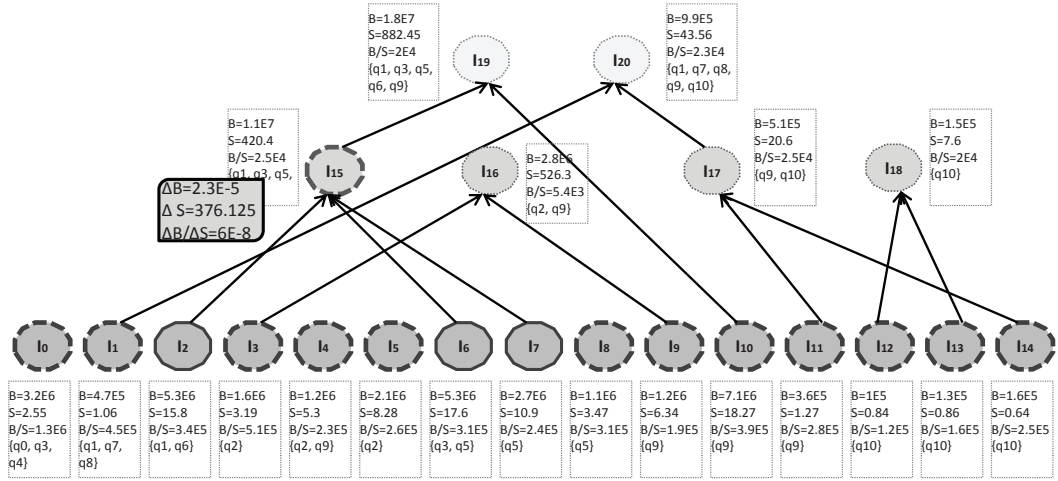 B=1.8E7
S=882.45
B/S=2E4
{q1, q3, q5,
q6, q9}
I19
I20
B=9.9E5
S=43.56
B/S=2.3E4
{q1, q7, q8,
q9, q10}
B=1.1E7
S=420.4
B/S=2.5E4
{q1, q3, q5,
I15
I16
B=2.8E6
S=526.3
B/S=5.4E3
{q2, q9}
I17
B=5.1E5
S=20.6
B/S=2.5E4
{q9, q10}
I18
B=1.5E5
S=7.6
B/S=2E4
{q10}
ΔB=2.3E-5
Δ S=376.125
ΔB/ΔS=6E-8
I0
I1
I2
I3
I4
I5
I6
I7
I8
I9
I10
I11
I12
I13
I14
B=3.2E6
S=2.55
B/S=1.3E6
{q0, q3,
q4}
B=4.7E5
S=1.06
B/S=4.5E5
{q1, q7,
q8}
B=5.3E6
S=15.8
B/S=3.4E5
{q1, q6}
B=1.6E6
S=3.19
B/S=5.1E5
{q2}
B=1.2E6
S=5.3
B/S=2.3E5
{q2, q9}
B=2.1E6
S=8.28
B/S=2.6E5
{q2}
B=5.3E6
S=17.6
B/S=3.1E5
{q3, q5}
B=2.7E6
S=10.9
B/S=2.4E5
{q5}
B=1.1E6
S=3.47
B/S=3.1E5
{q5}
B=1.2E6
S=6.34
B/S=1.9E5
{q9}
B=7.1E6
S=18.27
B/S=3.9E5
{q9}
B=3.6E5
S=1.27
B/S=2.8E5
{q9}
B=1E5
S=0.84
B/S=1.2E5
{q10}
B=1.3E5
S=0.86
B/S=1.6E5
{q10}
B=1.6E5
S=0.64
B/S=2.5E5
{q10}